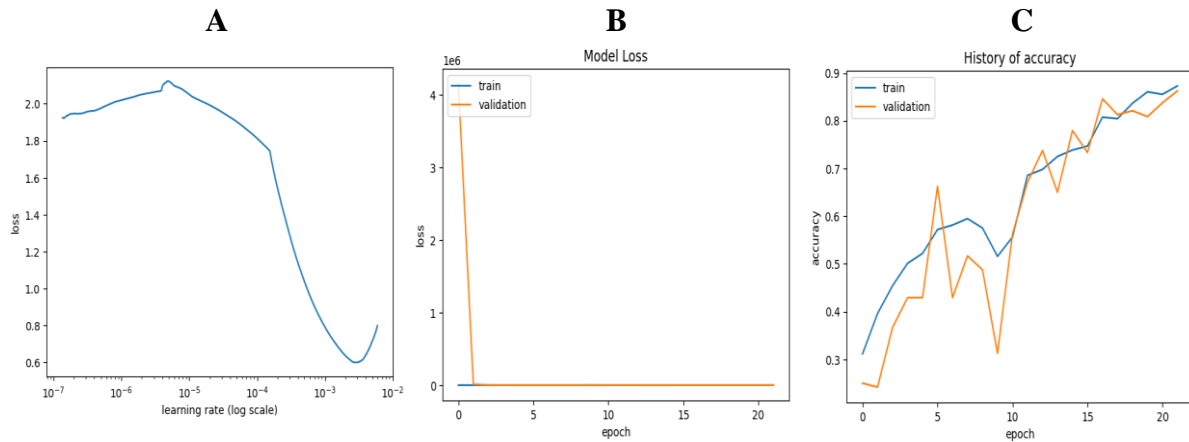 A
B
C
2.0
1.8
1.6
1.4
1.2
1.0
0.8
0.6
loss
10⁻⁷
10⁻⁶
10⁻⁵
10⁻⁴
10⁻³
10⁻²
learning rate (log scale)
Model Loss
1e6
train
validation
4
3
2
1
0
loss
0
5
10
15
20
epoch
History of accuracy
train
validation
0.9
0.8
0.7
0.6
0.5
0.4
0.3
accuracy
0
5
10
15
20
epoch